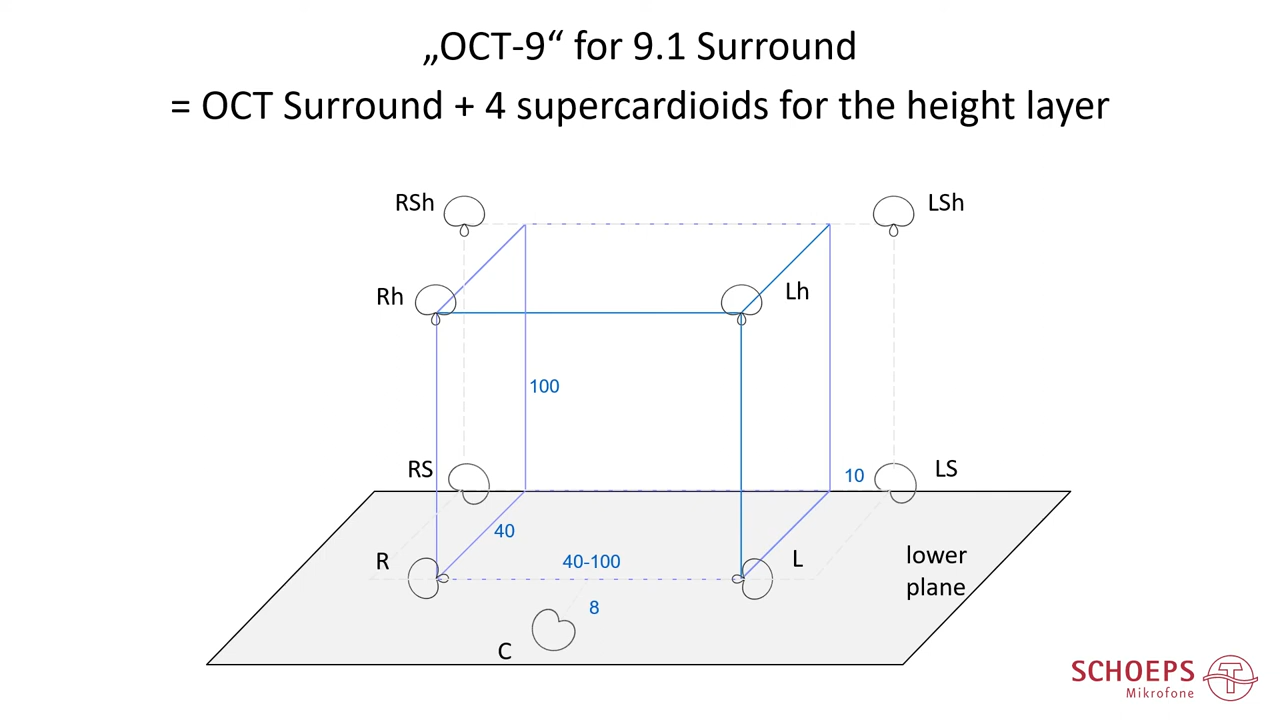 „OCT-9“ for 9.1 Surround
= OCT Surround + 4 supercardioids for the height layer
RSh
LSh
Rh
Lh
100
RS
LS
10
40
R
40-100
L
lower
plane
8
C
SCHOEPS
Mikrofone